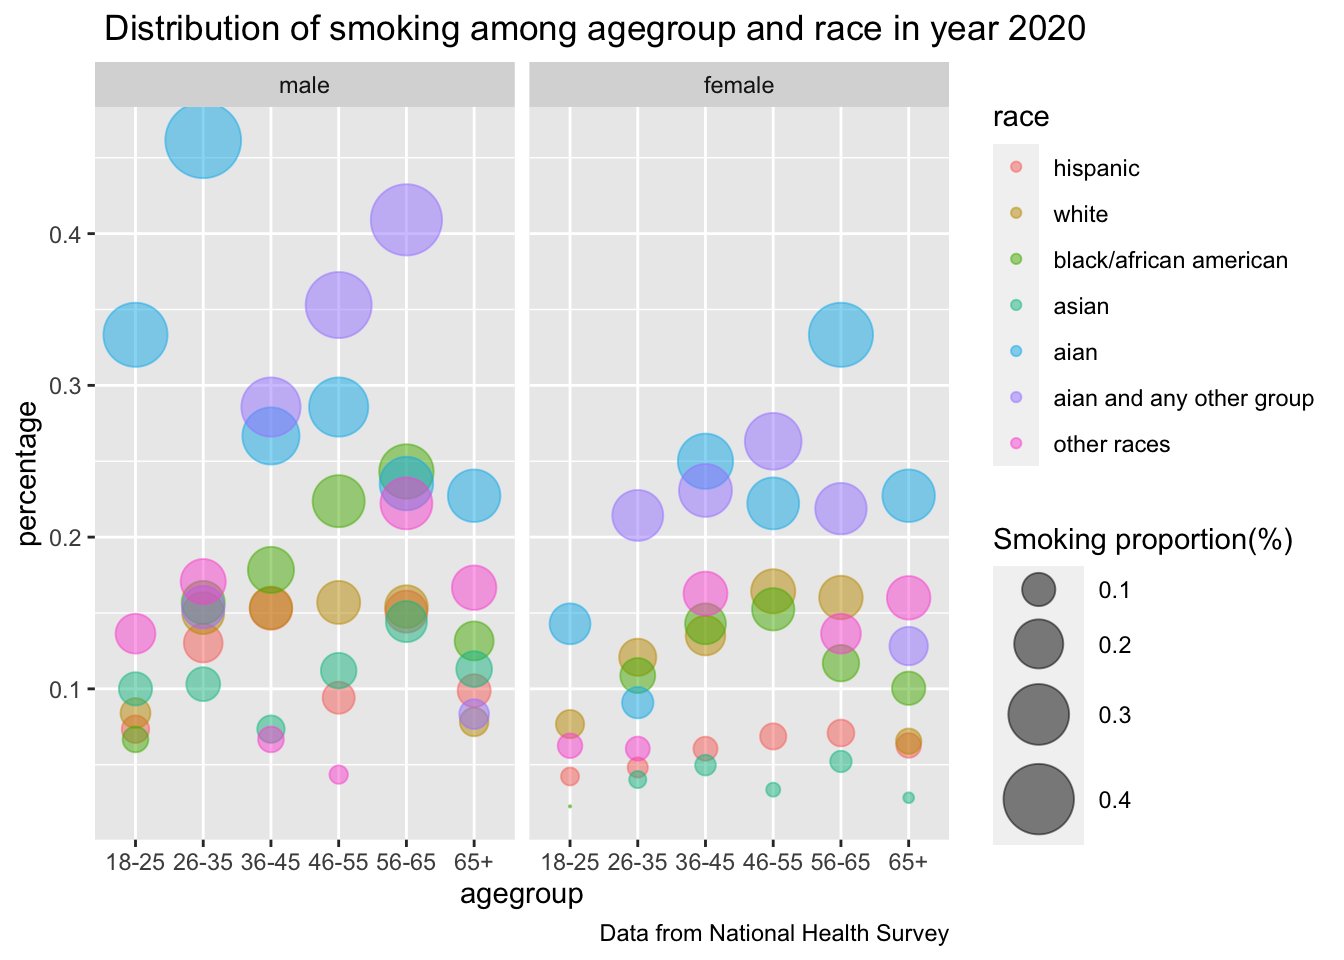 Distribution of smoking among agegroup and race in year 2020
male
female
percentage
0.4
0.3
0.2
0.1
18-25 26-35 36-45 46-55 56-65 65+
18-25 26-35 36-45 46-55 56-65 65+
agegroup
Data from National Health Survey
race
hispanic
white
black/african american
asian
aian
aian and any other group
other races
Smoking proportion(%)
0.1
0.2
0.3
0.4